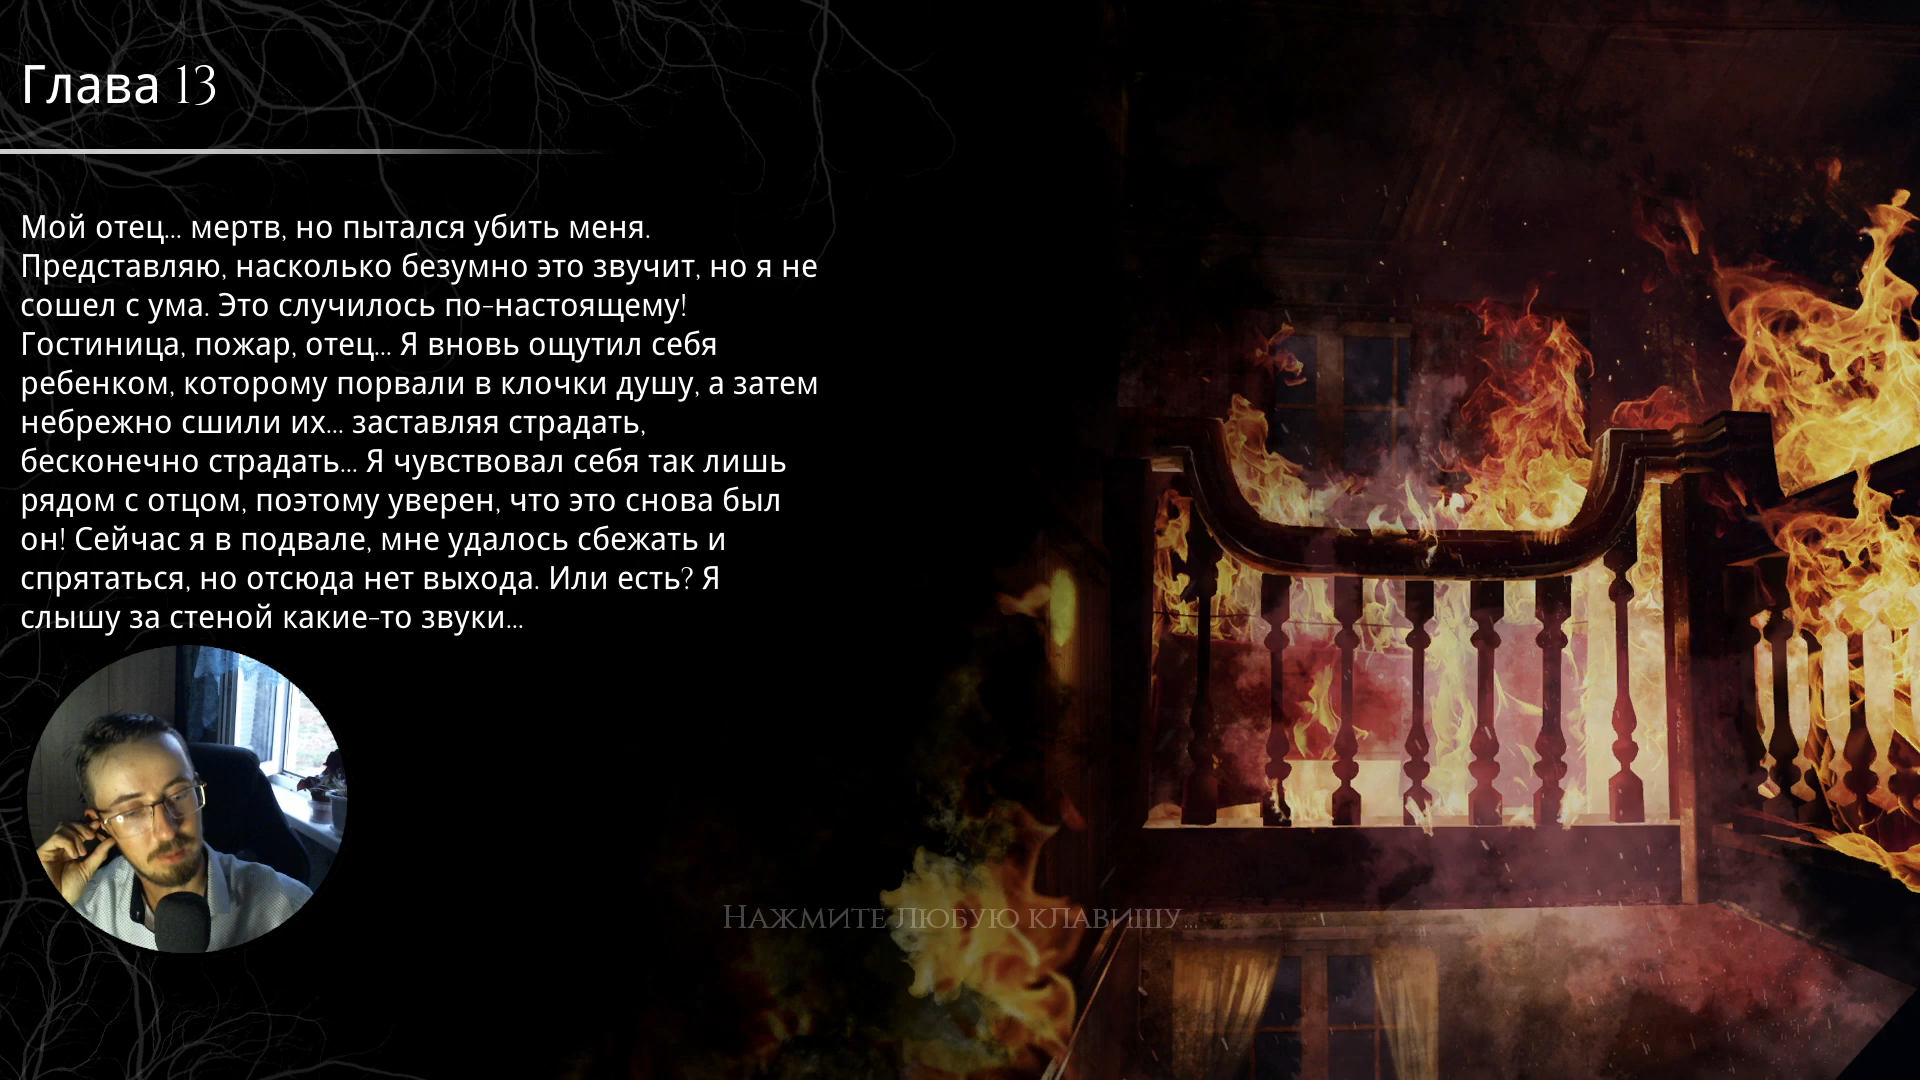 Глава 13
Мой отец... мертв, но пытался убить меня.
Представляю, насколько безумно это звучит, но я не
сошел с ума. Это случилось по-настоящему!
Гостиница, пожар, отец... Я вновь ощутил себя
ребенком, которому порвали в клочки душу, а затем
небрежно сшили их... заставляя страдать,
бесконечно страдать... Я чувствовал себя так лишь
рядом с отцом, поэтому уверен, что это снова был
он! Сейчас я в подвале, мне удалось сбежать и
спрятаться, но отсюда нет выхода. Или есть? Я
слышу за стеной какие-то звуки...
Нажмите любую клавишу...